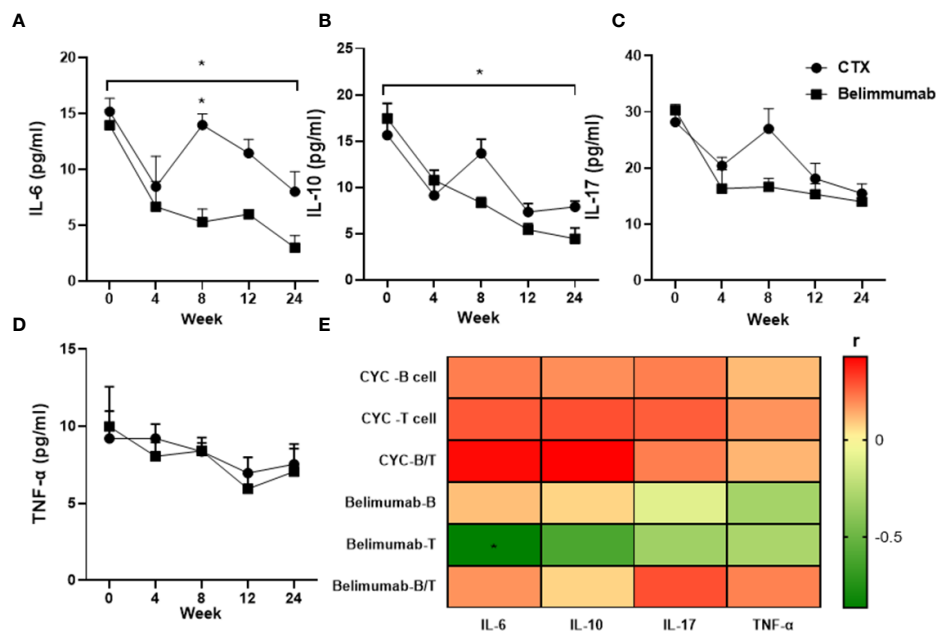 A
IL-6 (pg/ml)
20
15
10
5
0
*
*
0 4 8 12 24
Week
B
IL-10 (pg/ml)
25
20
15
10
5
0
*
0 4 8 12 24
Week
C
IL-17 (pg/ml)
40
30
20
10
0
CTX
Belimmumab
0 4 8 12 24
Week
D
TNF-α (pg/ml)
15
10
5
0
0 4 8 12 24
Week
E
r
CYC -B cell
CYC -T cell
CYC-B/T
Belimumab-B
Belimumab-T
*
Belimumab-B/T
IL-6 IL-10 IL-17 TNF-α
0
-0.5